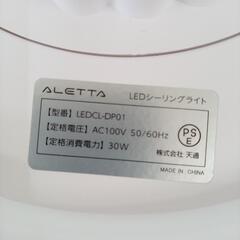 ALETTA LEDシーリングライト
【型番】LEDCL-DP01
【定格電圧】AC100V 50/60Hz
【定格消費電力】30W
PS
E
株式会社 天通
MADE IN CHINA